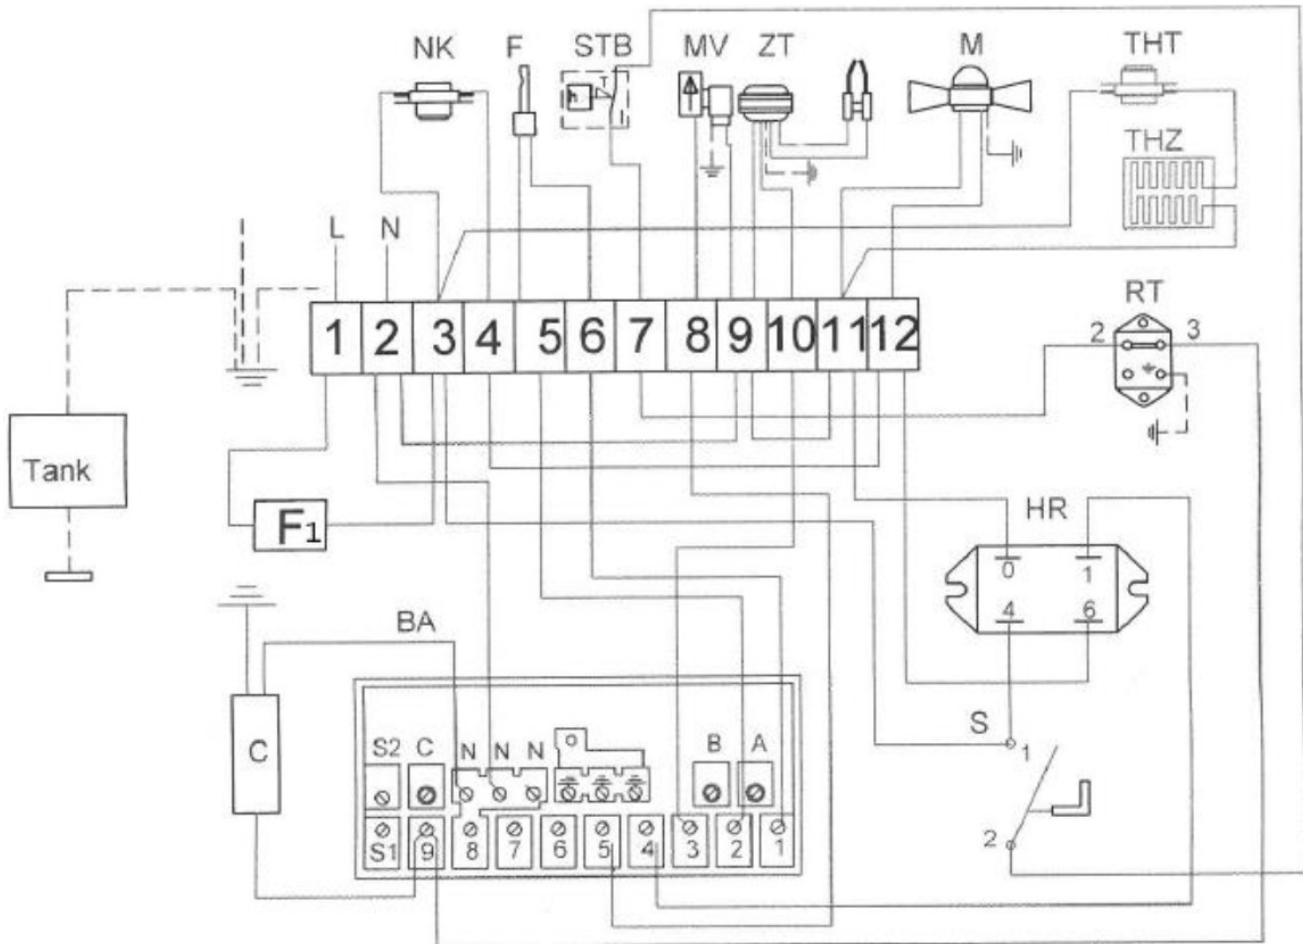 NK F STB MV ZT M THT
T
THZ
L N
RT
2 3
1 2 3 4 5 6 7 8 9 10 11 12
Tank
F1
HR
0 1
4 6
BA
S
1
C
S2 C N N N B A
2
S1 9 8 7 6 5 4 3 2 1